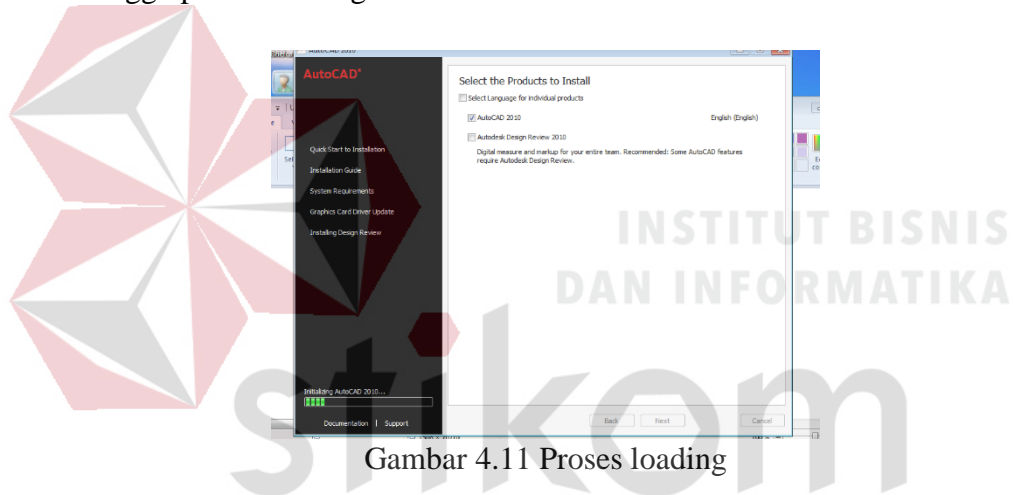 AutoCAD 2010
AutoCAD
Select the Products to Install
Select Language for individual products
AutoCAD 2010 English (English)
Autodesk Design Review 2010
Digital measure and markup for your entire team. Recommended: Some AutoCAD features
require Autodesk Design Review.
Quick Start to Installation
Installation Guide
System Requirements
Graphics Card Driver Update
Installing Design Review
INSTITUT BISNIS
DAN INFORMATIKA
stikom
Initializing AutoCAD 2010...
Documentation | Support
Back Next Cancel
Gambar 4.11 Proses loading